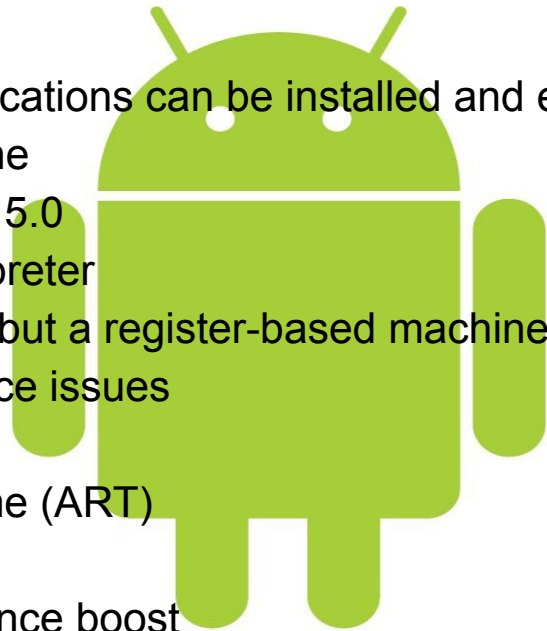 cations can be installed and e
ne
5.0
preter
but a register-based machine
ce issues
ne (ART)
nce boost